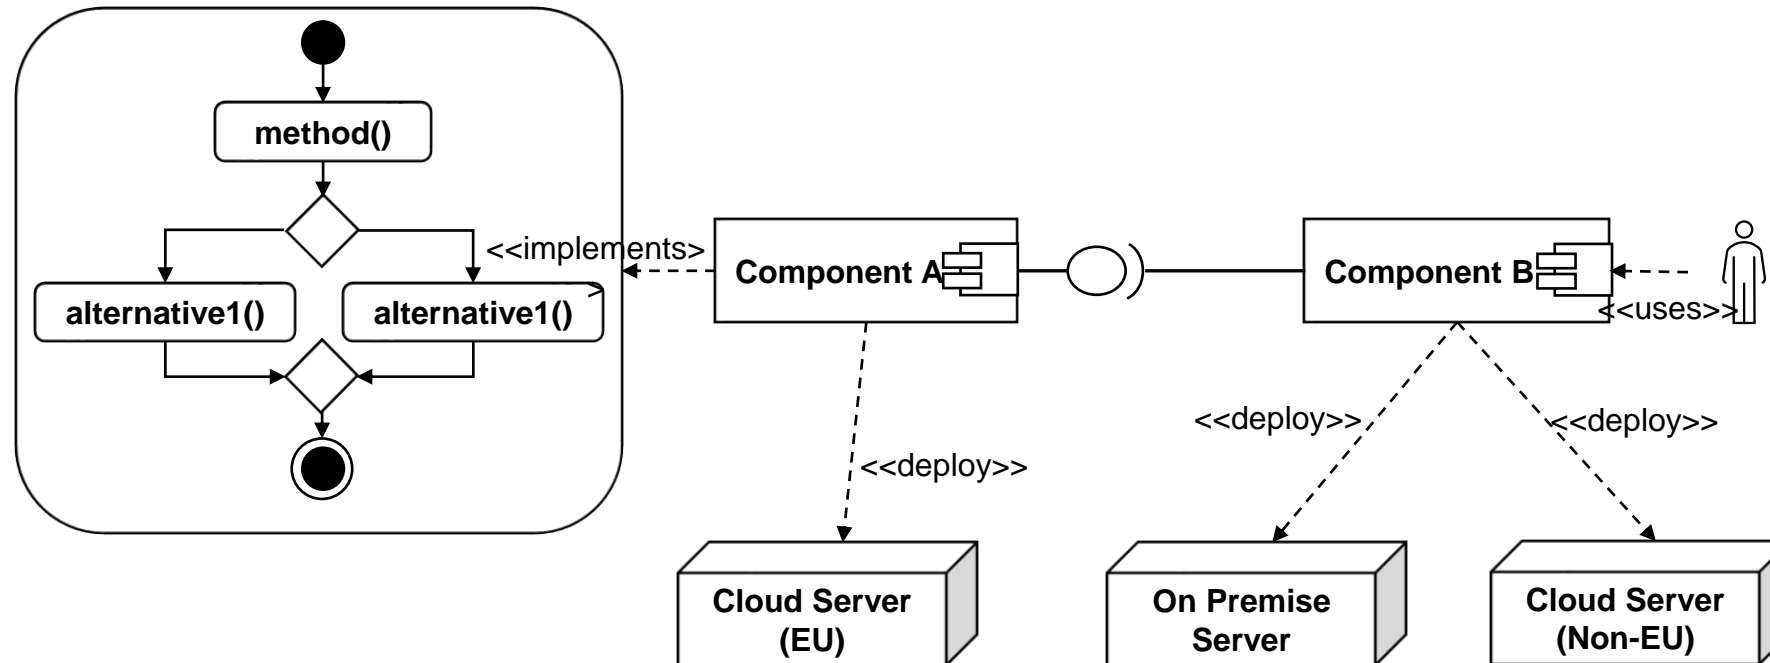 method()
<<implements>
>
Component A
Component B
alternative1()
alternative1()
<<uses>>
<<deploy>>
<<deploy>>
<<deploy>>
Cloud Server
(EU)
On Premise
Server
Cloud Server
(Non-EU)